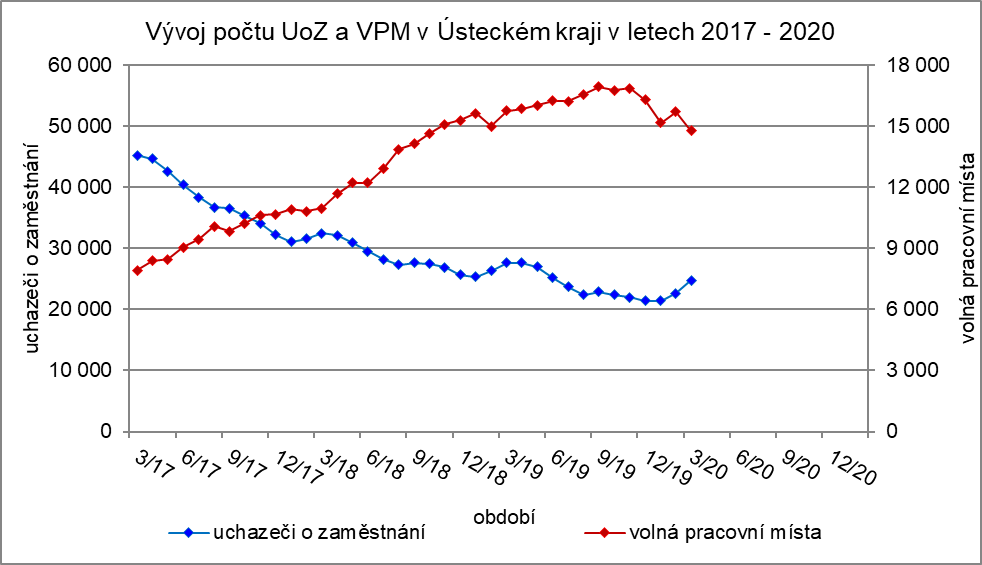 Vývoj počtu UoZ a VPM v Ústeckém kraji v letech 2017 - 2020
60 000
50 000
40 000
30 000
20 000
10 000
0
uchazeči o zaměstnání
18 000
15 000
12 000
9 000
6 000
3 000
0
volná pracovní místa
3/17 6/17 9/17 12/17 3/18 6/18 9/18 12/18 3/19 6/19 9/19 12/19 3/20 6/20 9/20 12/20
období
uchazeči o zaměstnání volná pracovní místa